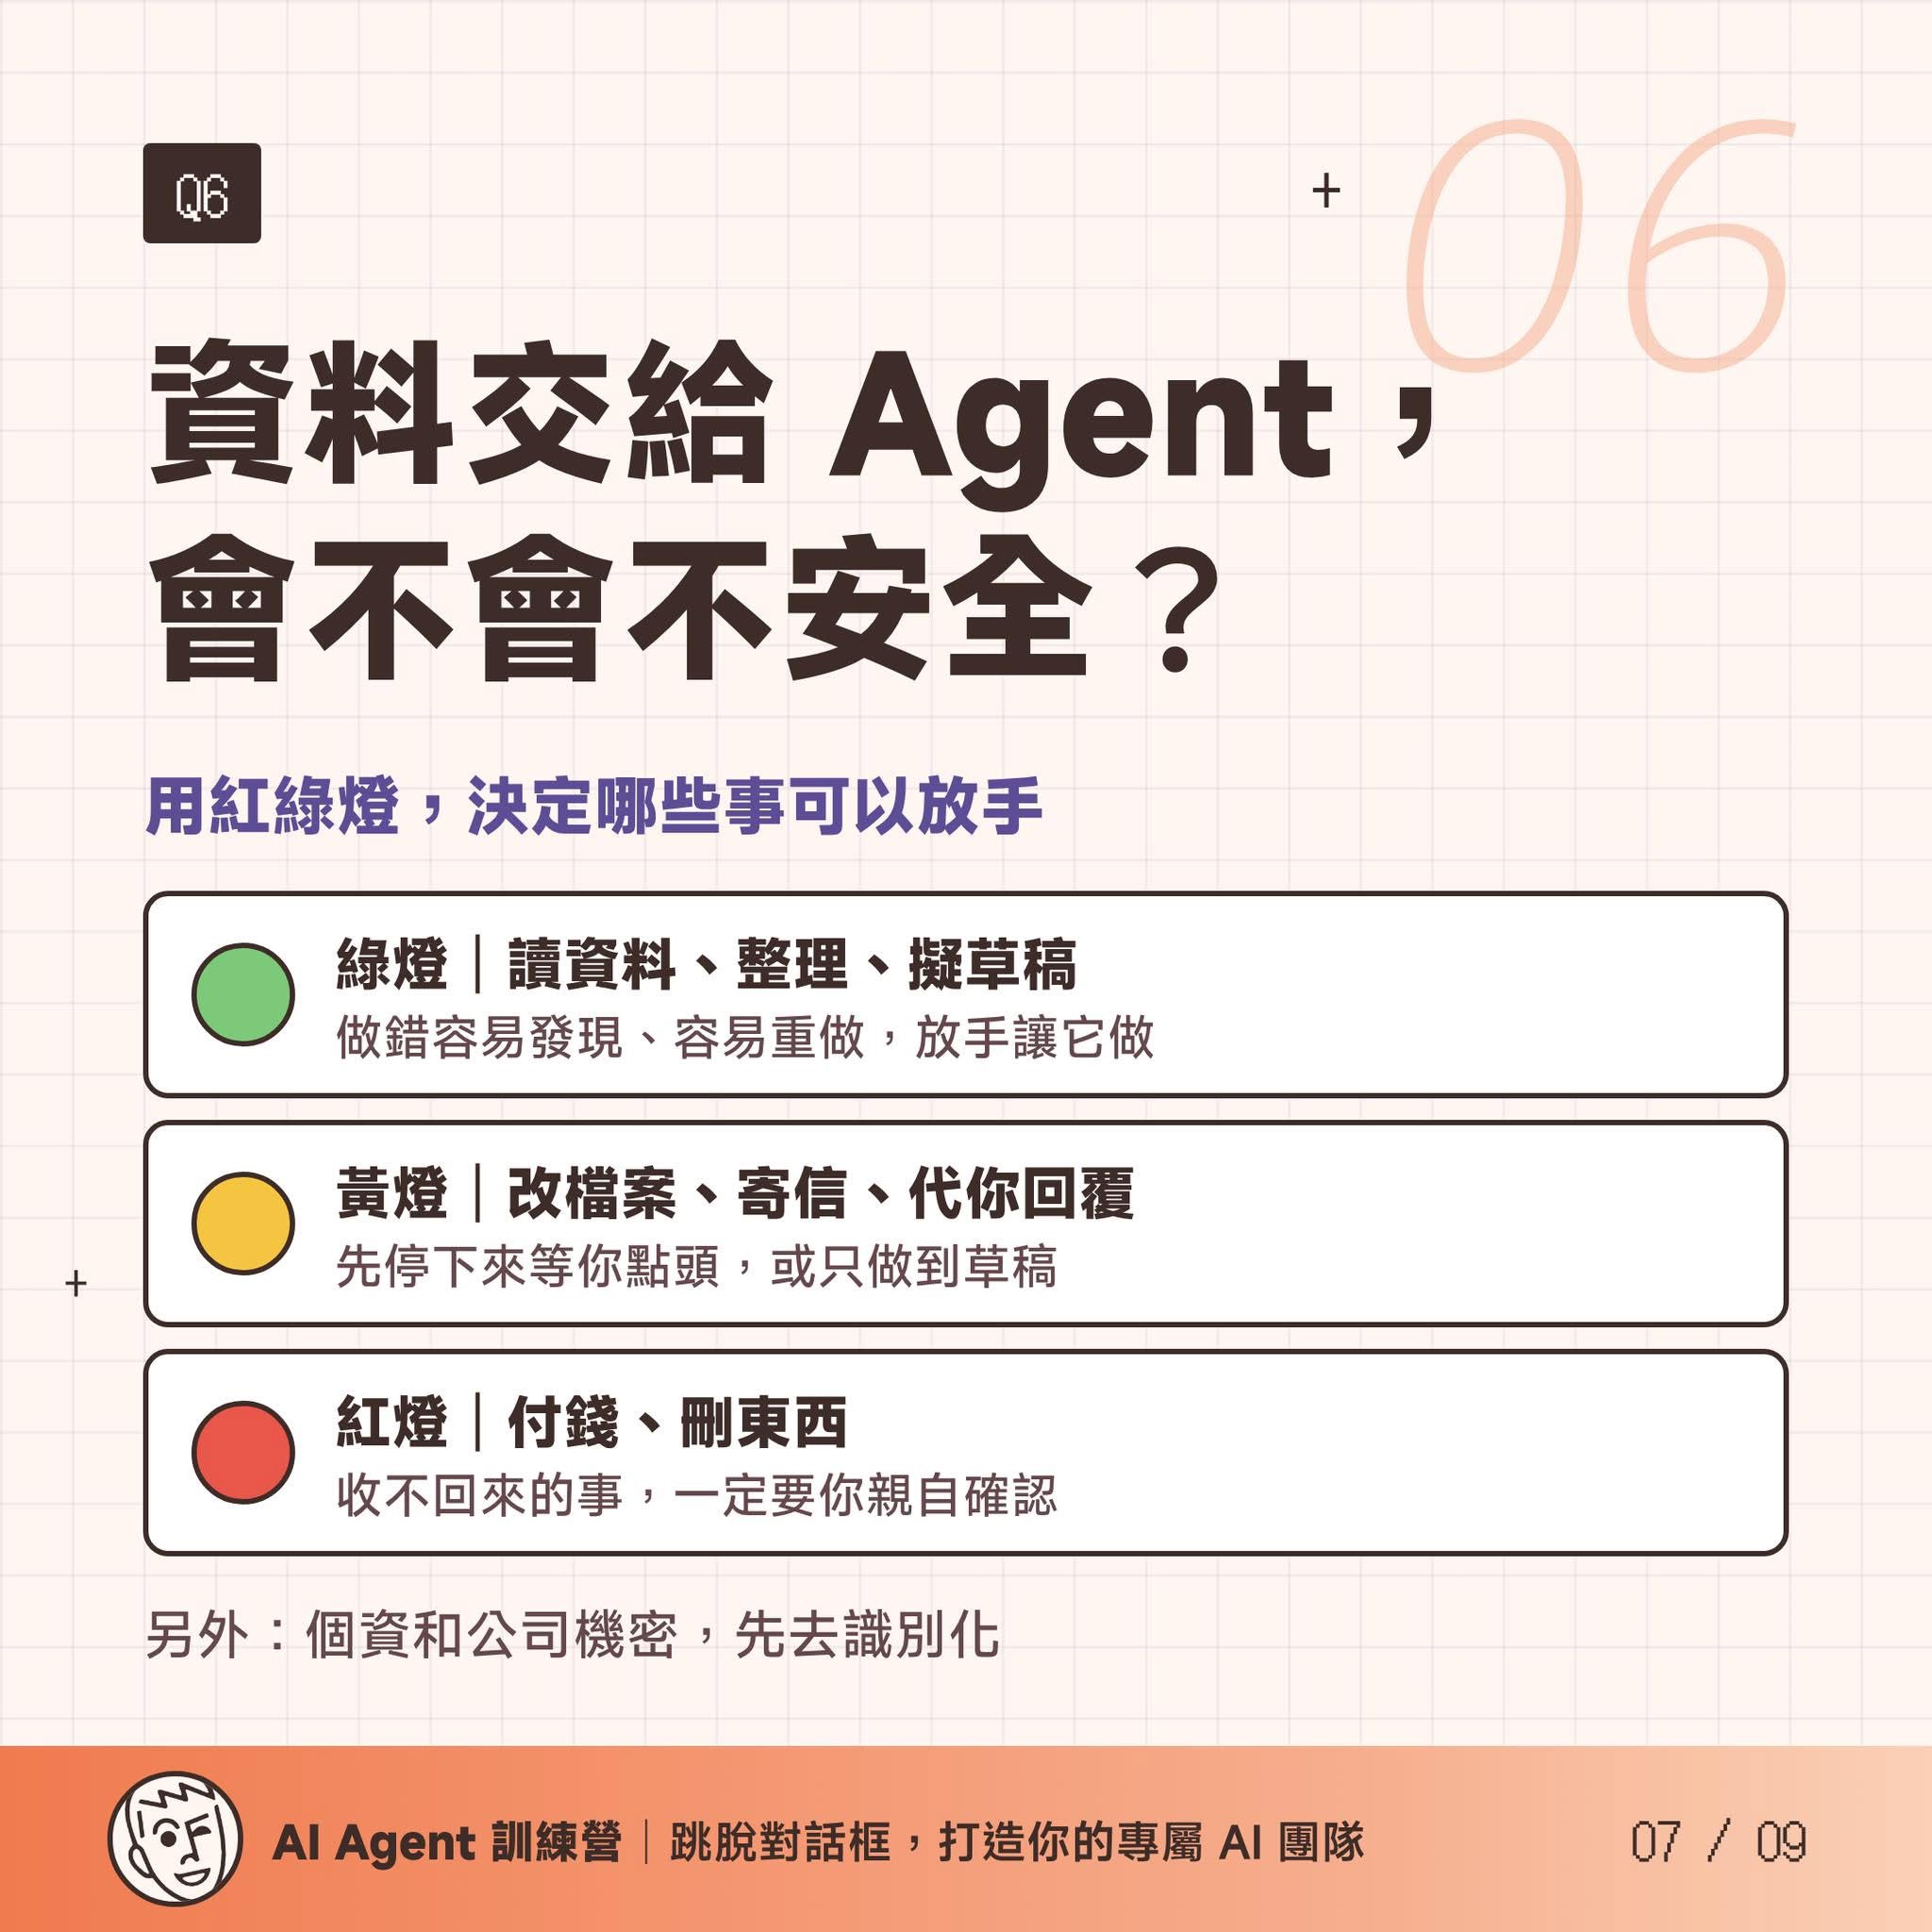 Q6
06
資料交給 Agent，
會不會不安全？
用紅綠燈，決定哪些事可以放手
綠燈｜讀資料、整理、擬草稿
做錯容易發現、容易重做，放手讓它做
黃燈｜改檔案、寄信、代你回覆
先停下來等你點頭，或只做到草稿
紅燈｜付錢、刪東西
收不回來的事，一定要你親自確認
另外：個資和公司機密，先去識別化
AI Agent 訓練營｜跳脫對話框，打造你的專屬 AI 團隊
07 / 09